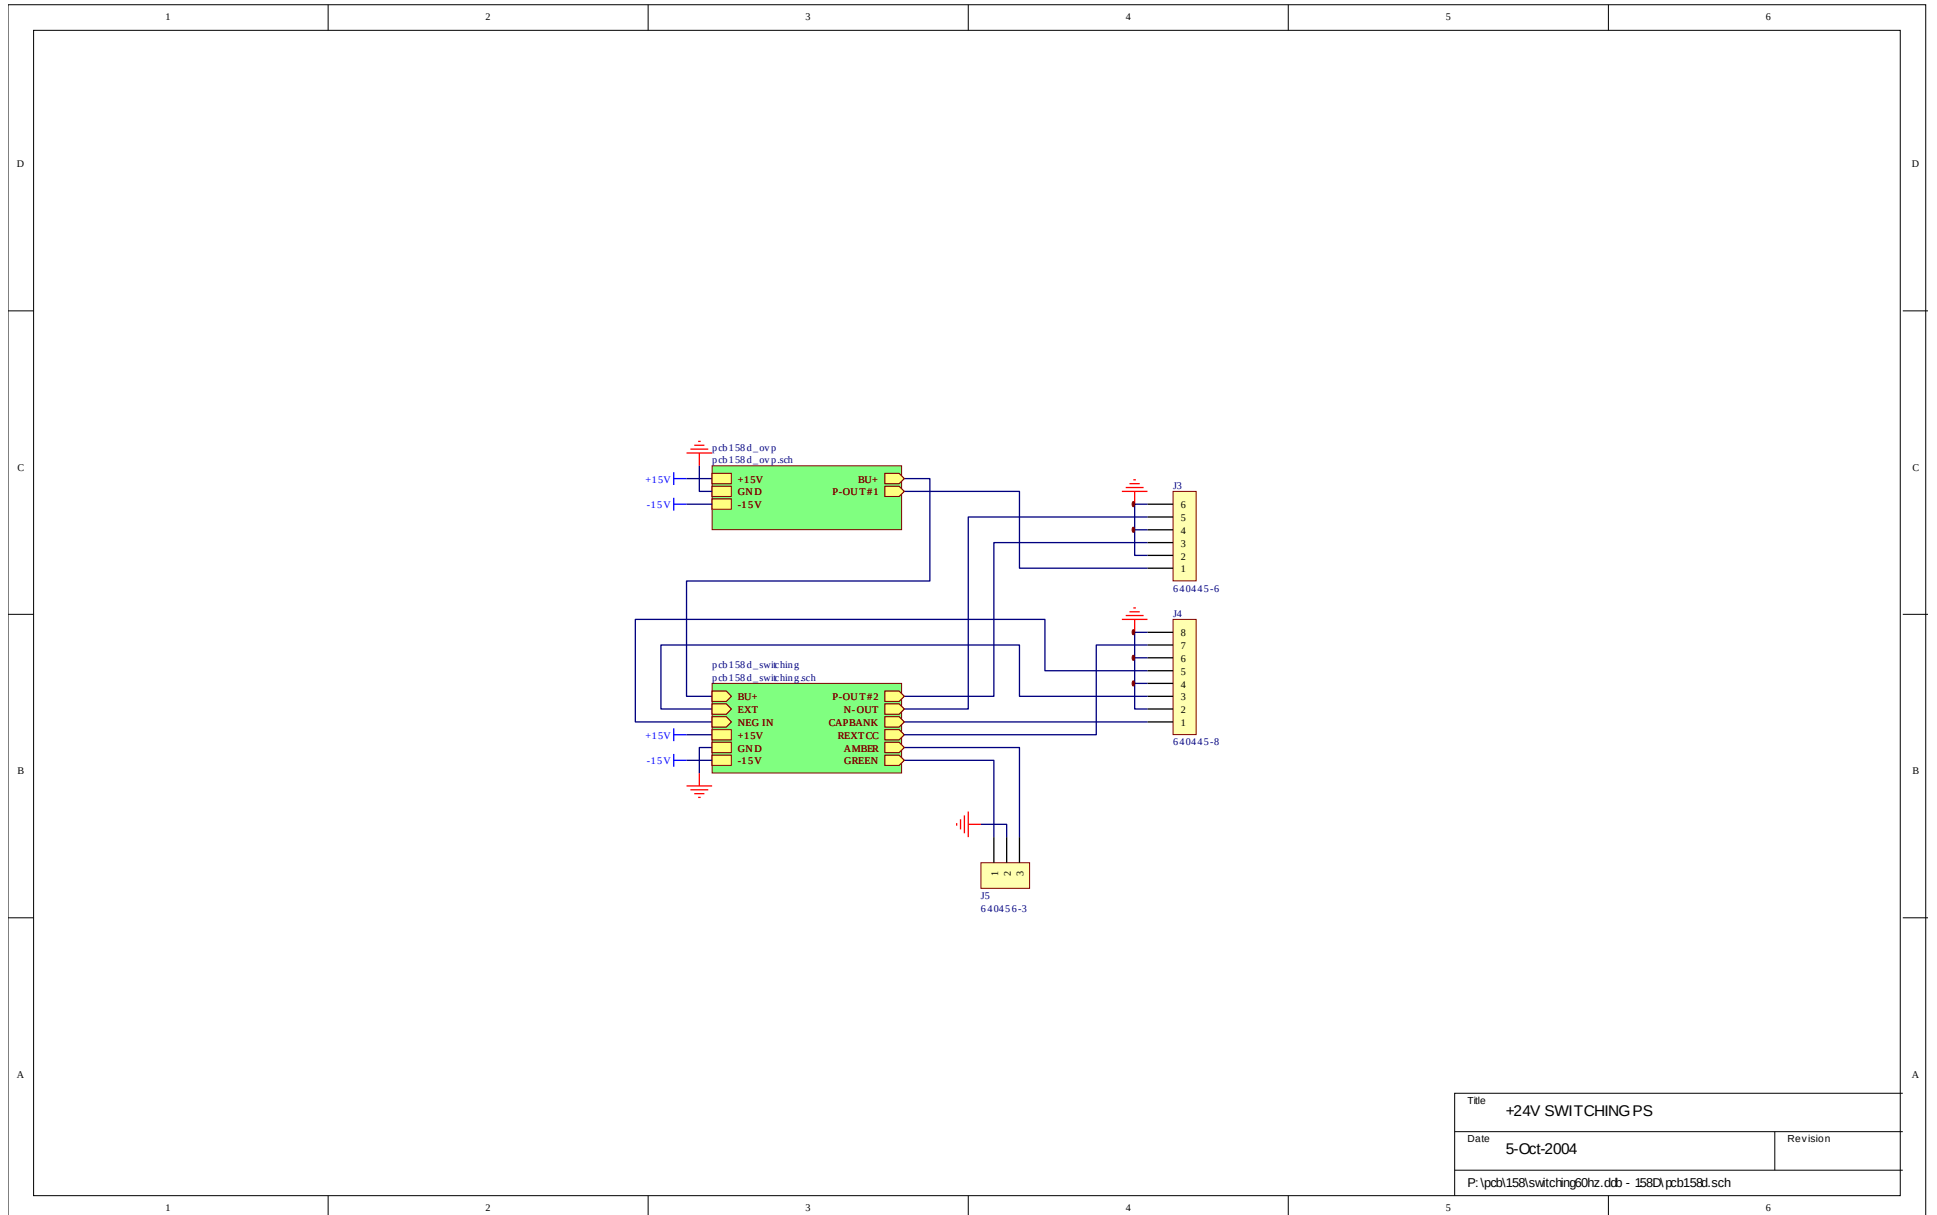 1 2 3 4 5 6
D D
pcb158d_ovp
pcb158d_ovp.sch
C C
+15V +15V BU+
GND P-OUT#1
-15V -15V
J3
6
5
4
3
2
1
640445-6
J4
8
7
6
5
4
3
2
1
640445-8
pcb158d_switching
pcb158d_switching.sch
BU+ P-OUT#2
EXT N-OUT
NEG IN CAPBANK
+15V +15V REXTCC
GND AMBER
-15V -15V GREEN
B B
1 2 3
J5
640456-3
A A
Title +24V SWITCHING PS
Date 5-Oct-2004 Revision
P:\pcb\158\switching60hz.ddb - 158D\pcb158d.sch
1 2 3 4 5 6